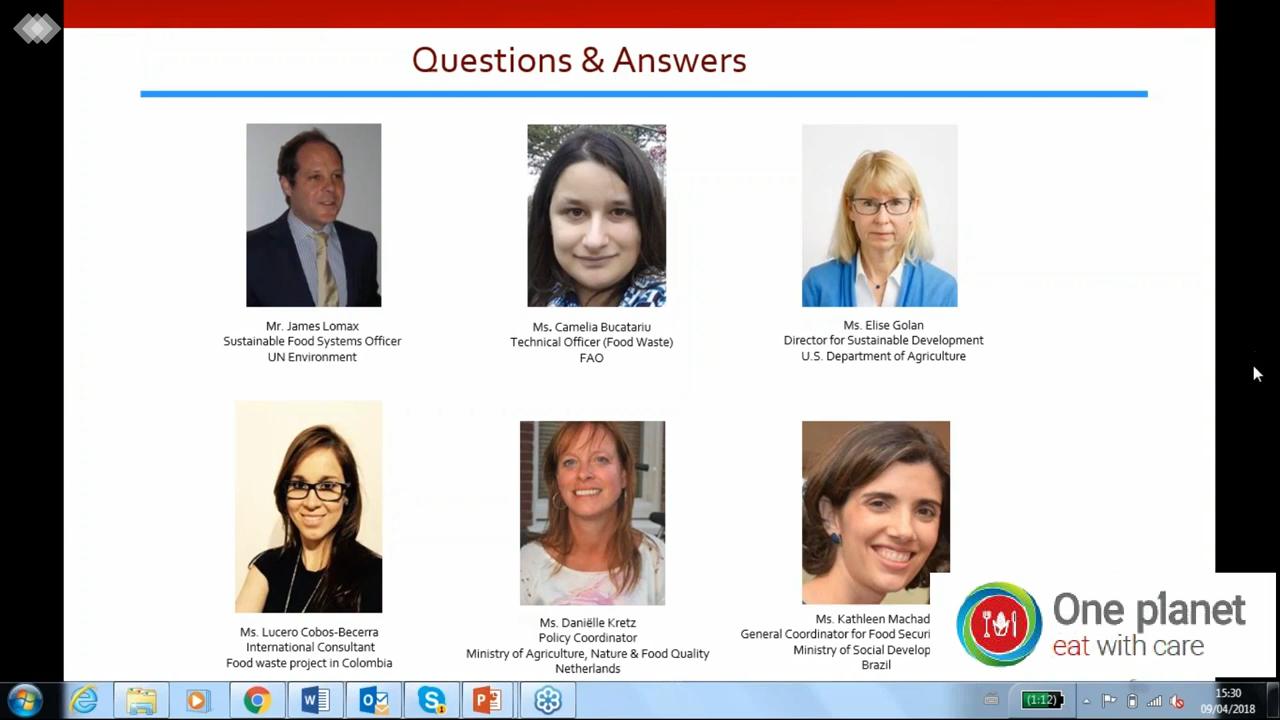 Questions & Answers
Mr. James Lomax
Sustainable Food Systems Officer
UN Environment
Ms. Camelia Bucatariu
Technical Officer (Food Waste)
FAO
Ms. Elise Golan
Director for Sustainable Development
U.S. Department of Agriculture
Ms. Lucero Cobos-Becerra
International Consultant
Food waste project in Colombia
Ms. Daniëlle Kretz
Policy Coordinator
Ministry of Agriculture, Nature & Food Quality
Netherlands
Ms. Kathleen Machad
General Coordinator for Food Securi
Ministry of Social Develop
Brazil
One planet
eat with care
(1:12)
15:30
09/04/2018